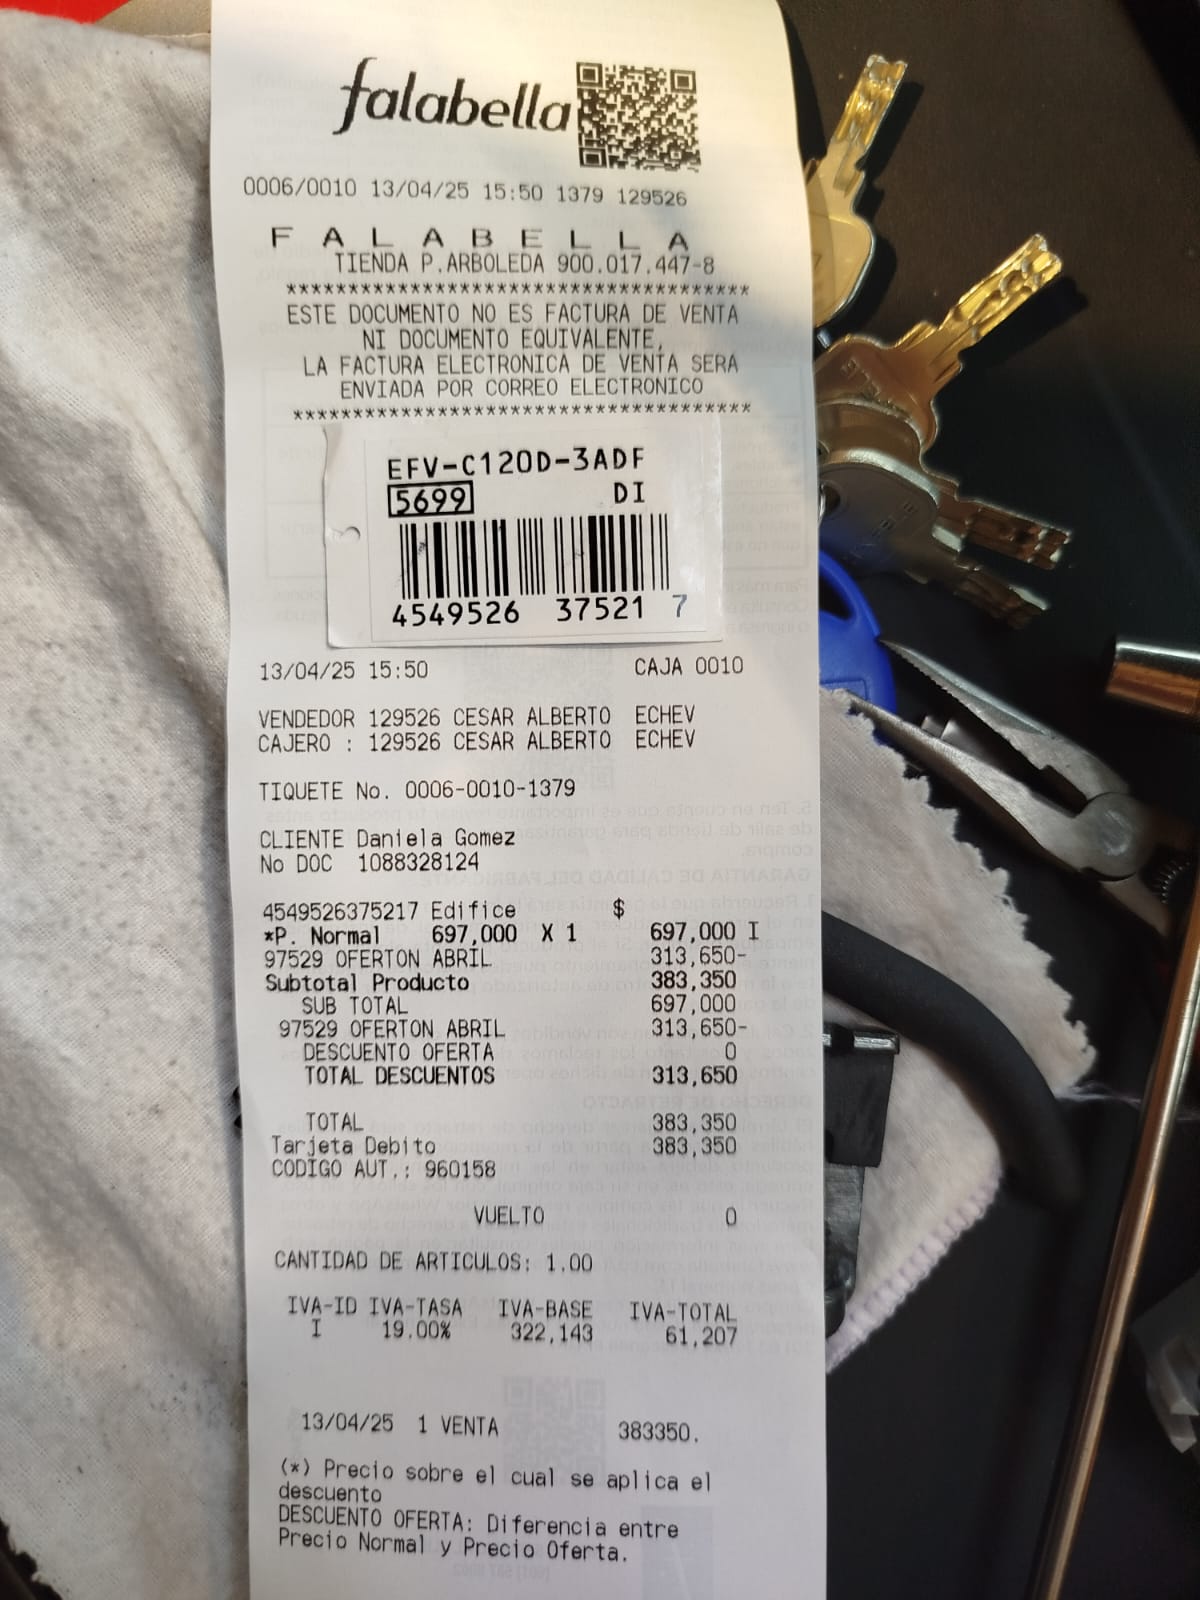 falabella
0006/0010 13/04/25 15:50 1379 129526
F A L A B E L L A
TIENDA P.ARBOLEDA 900.017.447-8
**************************************
ESTE DOCUMENTO NO ES FACTURA DE VENTA
NI DOCUMENTO EQUIVALENTE,
LA FACTURA ELECTRONICA DE VENTA SERA
ENVIADA POR CORREO ELECTRONICO
**************************************
EFV-C120D-3ADF
5699 DI
4549526 37521 7
13/04/25 15:50 CAJA 0010
VENDEDOR 129526 CESAR ALBERTO ECHEV
CAJERO : 129526 CESAR ALBERTO ECHEV
TIQUETE No. 0006-0010-1379
CLIENTE Daniela Gomez
No DOC 1088328124
4549526375217 Edifice $
*P. Normal 697,000 X 1 697,000 I
97529 OFERTON ABRIL 313,650-
Subtotal Producto 383,350
SUB TOTAL 697,000
97529 OFERTON ABRIL 313,650-
DESCUENTO OFERTA 0
TOTAL DESCUENTOS 313,650
TOTAL 383,350
Tarjeta Debito 383,350
CODIGO AUT.: 960158
VUELTO 0
CANTIDAD DE ARTICULOS: 1.00
IVA-ID IVA-TASA IVA-BASE IVA-TOTAL
I 19.00% 322,143 61,207
13/04/25 1 VENTA 383350.
(*) Precio sobre el cual se aplica el
descuento
DESCUENTO OFERTA: Diferencia entre
Precio Normal y Precio Oferta.